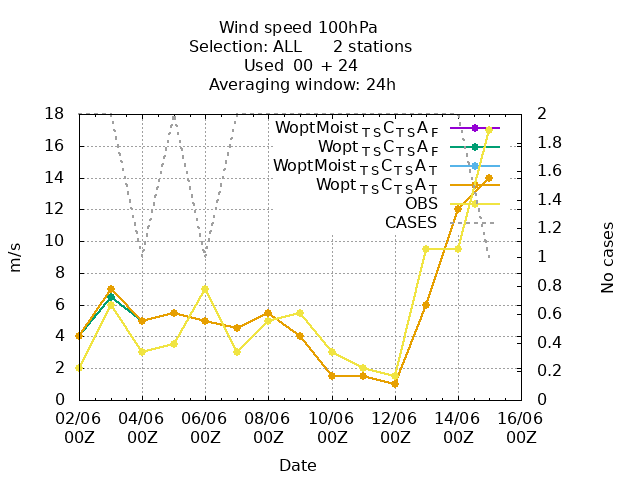 Wind speed 100hPa
Selection: ALL 2 stations
Used 00 + 24
Averaging window: 24h
18 2
WoptMoist TS C TS A F
Wopt TS C TS A F
WoptMoist TS C TS A T
Wopt TS C TS A T
OBS
CASES
16
14
12
10
8
6
4
2
0
1.8
1.6
1.4
1.2
1
0.8
0.6
0.4
0.2
0
m/s
No cases
02/06 04/06 06/06 08/06 10/06 12/06 14/06 16/06
00Z 00Z 00Z 00Z 00Z 00Z 00Z 00Z
Date